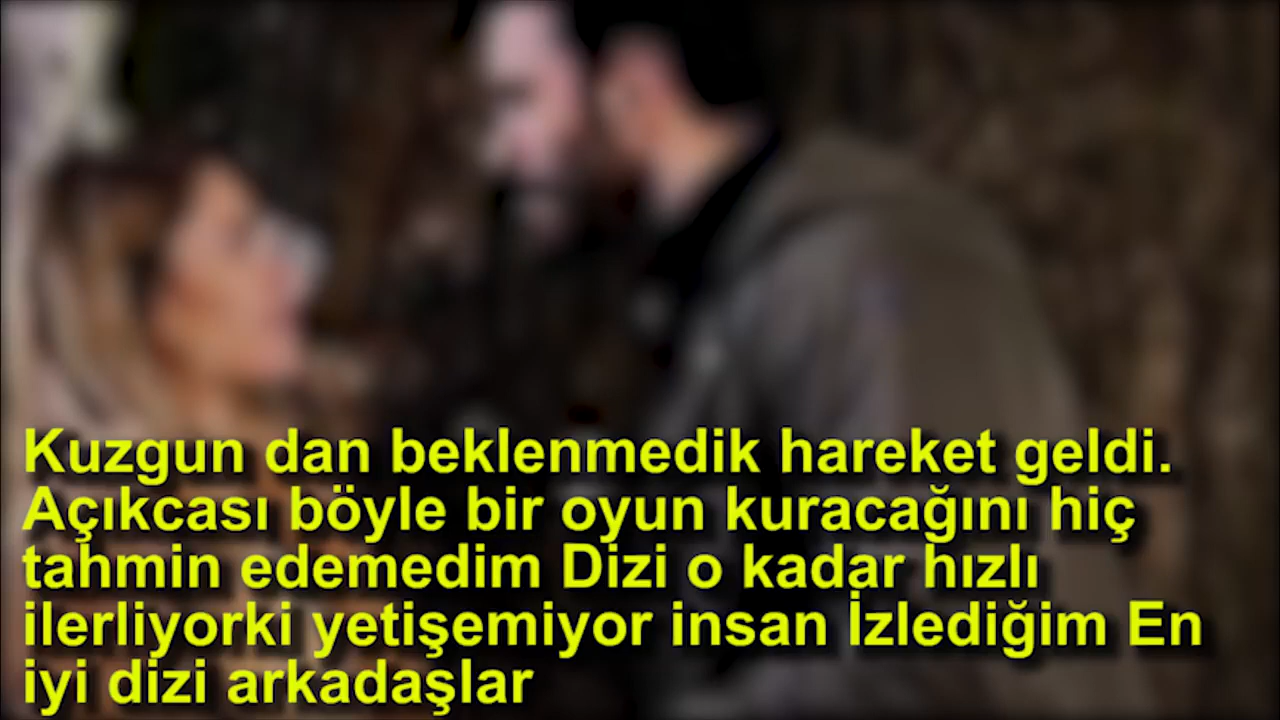 Kuzgun dan beklenmedik hareket geldi.
Açıkcası böyle bir oyun kuracağını hiç
tahmin edemedim Dizi o kadar hızlı
ilerliyorki yetişemiyor insan İzlediğim En
iyi dizi arkadaşlar